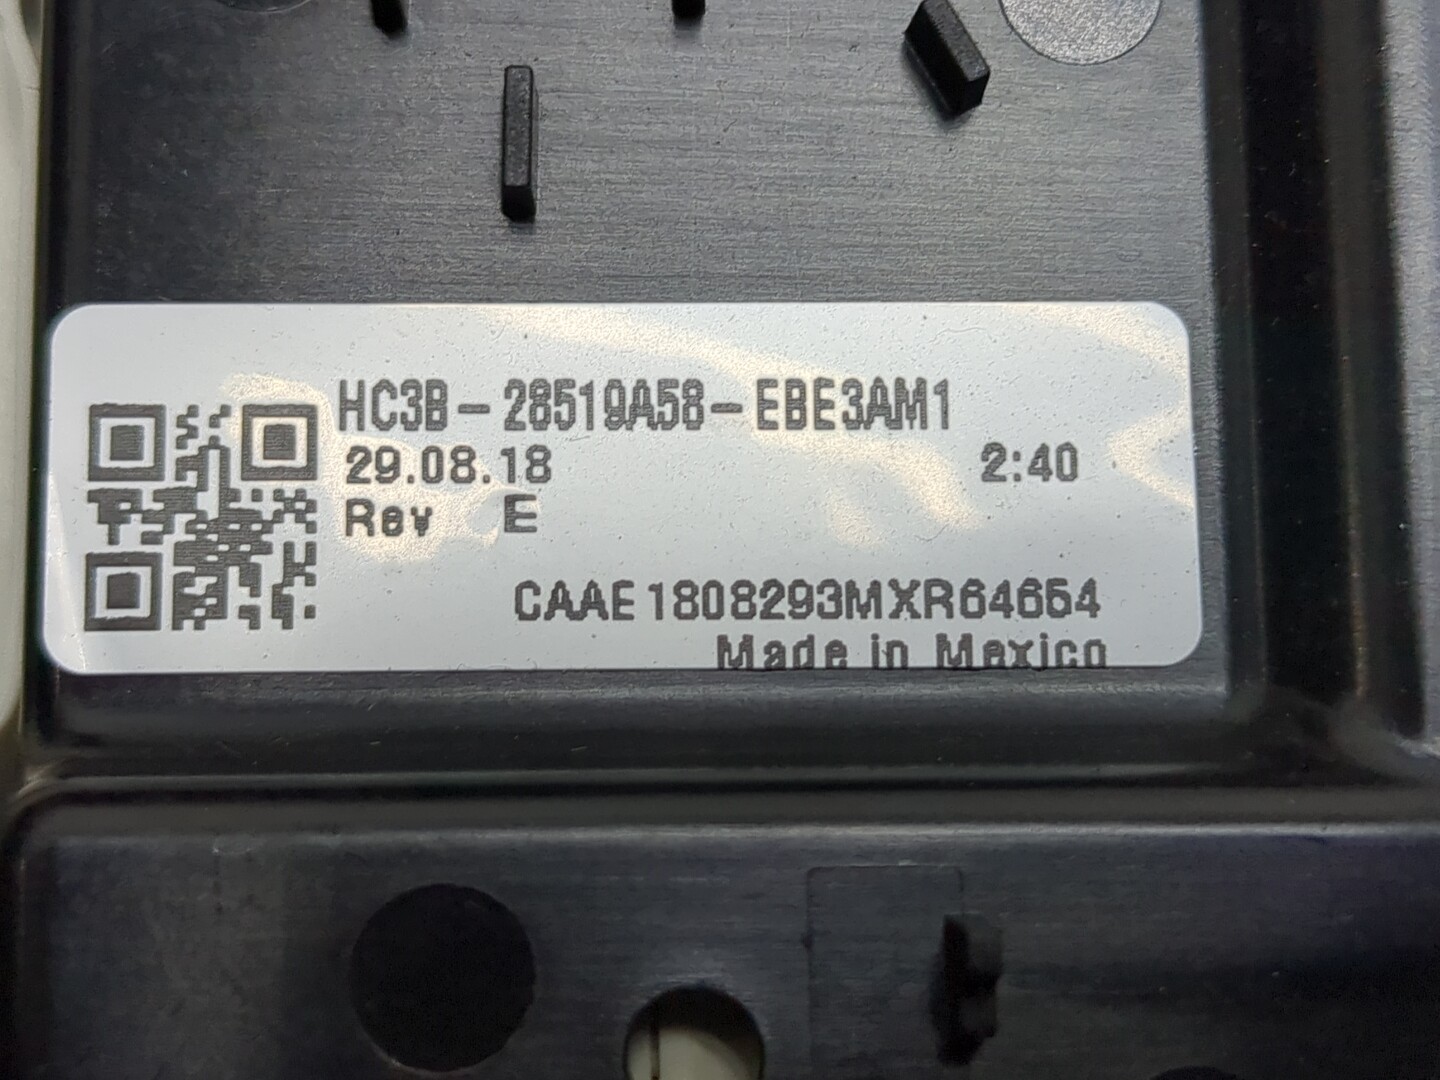 HC3B-28519A58-EBE3AM1
29.08.18 2:40
Rev E
CAAE1808293MXR64654
Made in Mexico